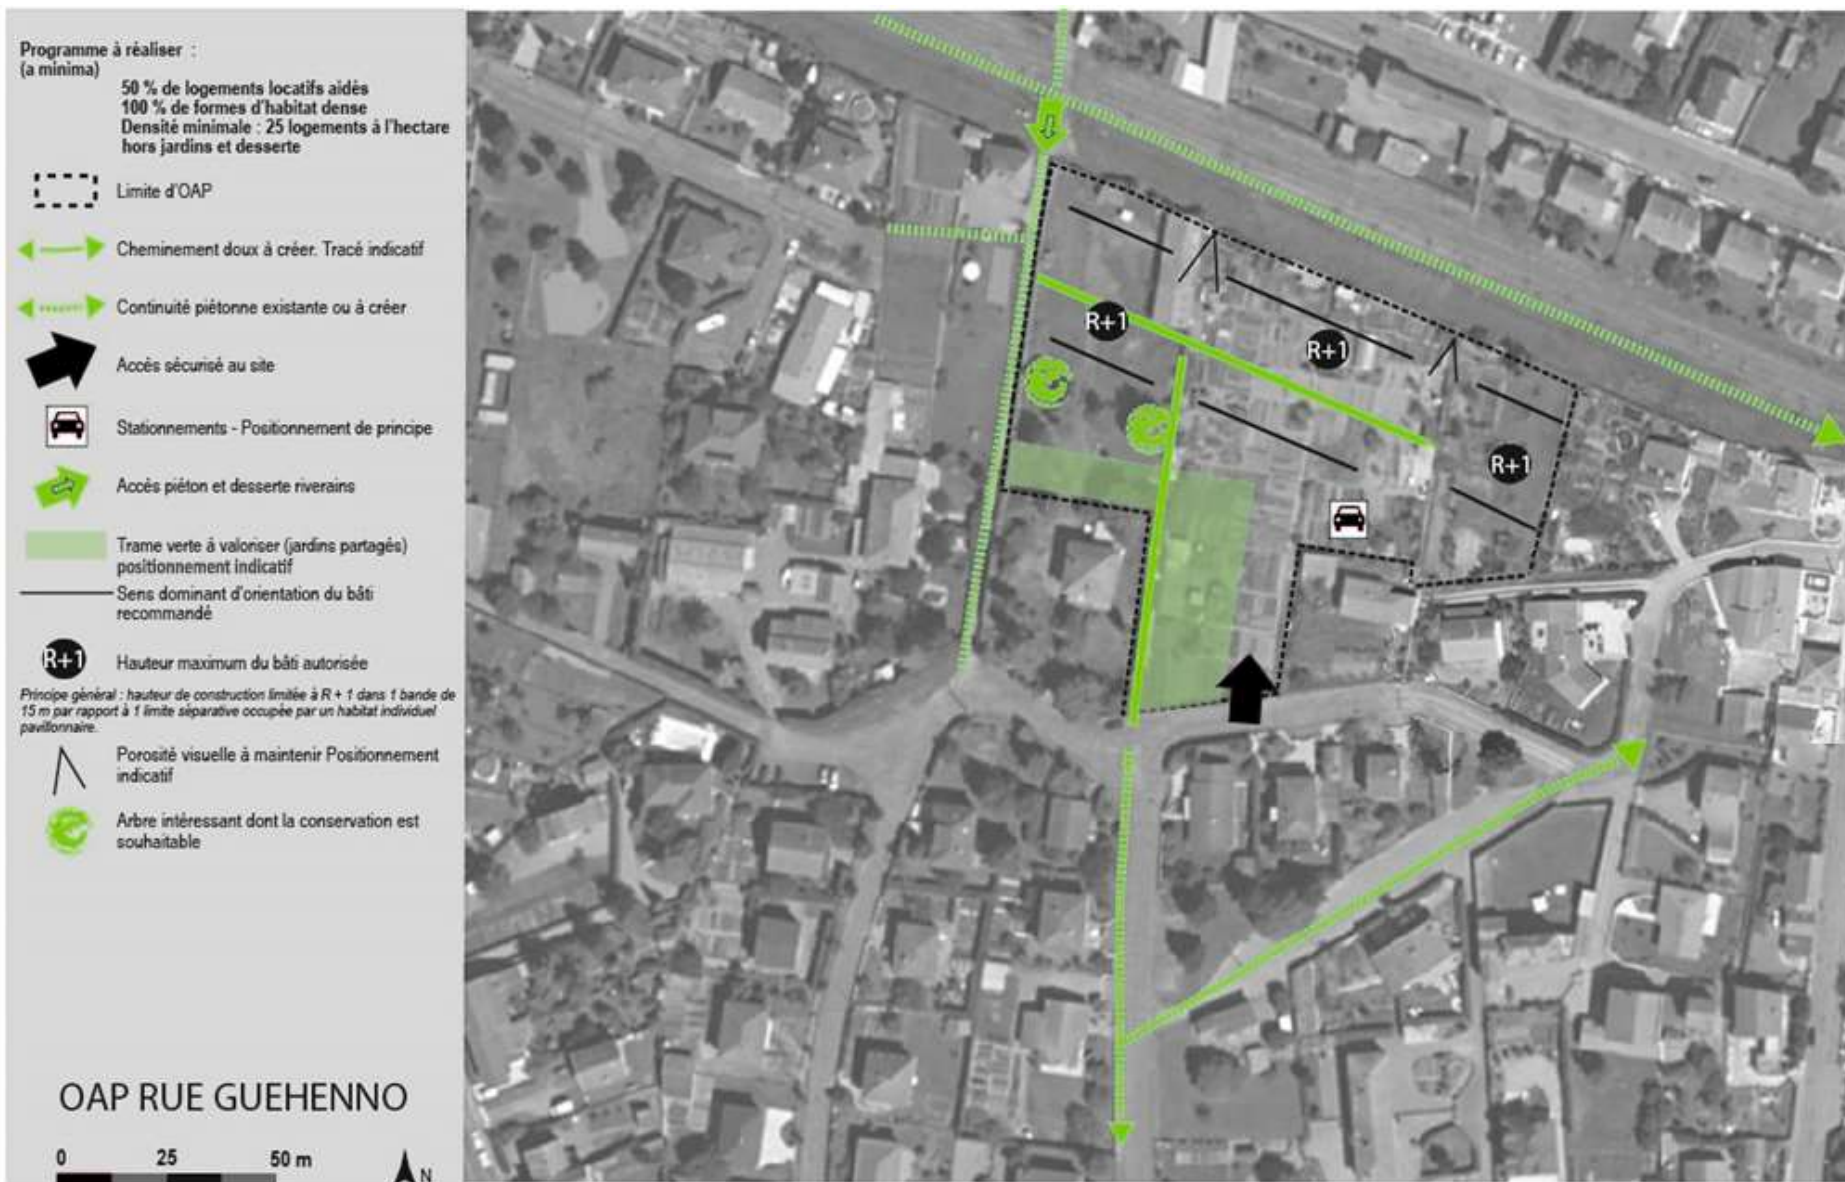 Programme à réaliser :
(a minima)
50 % de logements locatifs aidés
100 % de formes d'habitat dense
Densité minimale : 25 logements à l'hectare
hors jardins et desserte
Limite d'OAP
Cheminement doux à créer. Tracé indicatif
Continuité piétonne existante ou à créer
Accès sécurisé au site
Stationnements - Positionnement de principe
Accès piéton et desserte riverains
Trame verte à valoriser (jardins partagés)
positionnement indicatif
Sens dominant d'orientation du bâti
recommandé
R+1
Hauteur maximum du bâti autorisée
Principe général : hauteur de construction limitée à R + 1 dans 1 bande de
15 m par rapport à 1 limite séparative occupée par un habitat individuel
pavillonnaire.
Porosité visuelle à maintenir Positionnement
indicatif
Arbre intéressant dont la conservation est
souhaitable
OAP RUE GUEHENNO
0 25 50 m
N
R+1
R+1
R+1